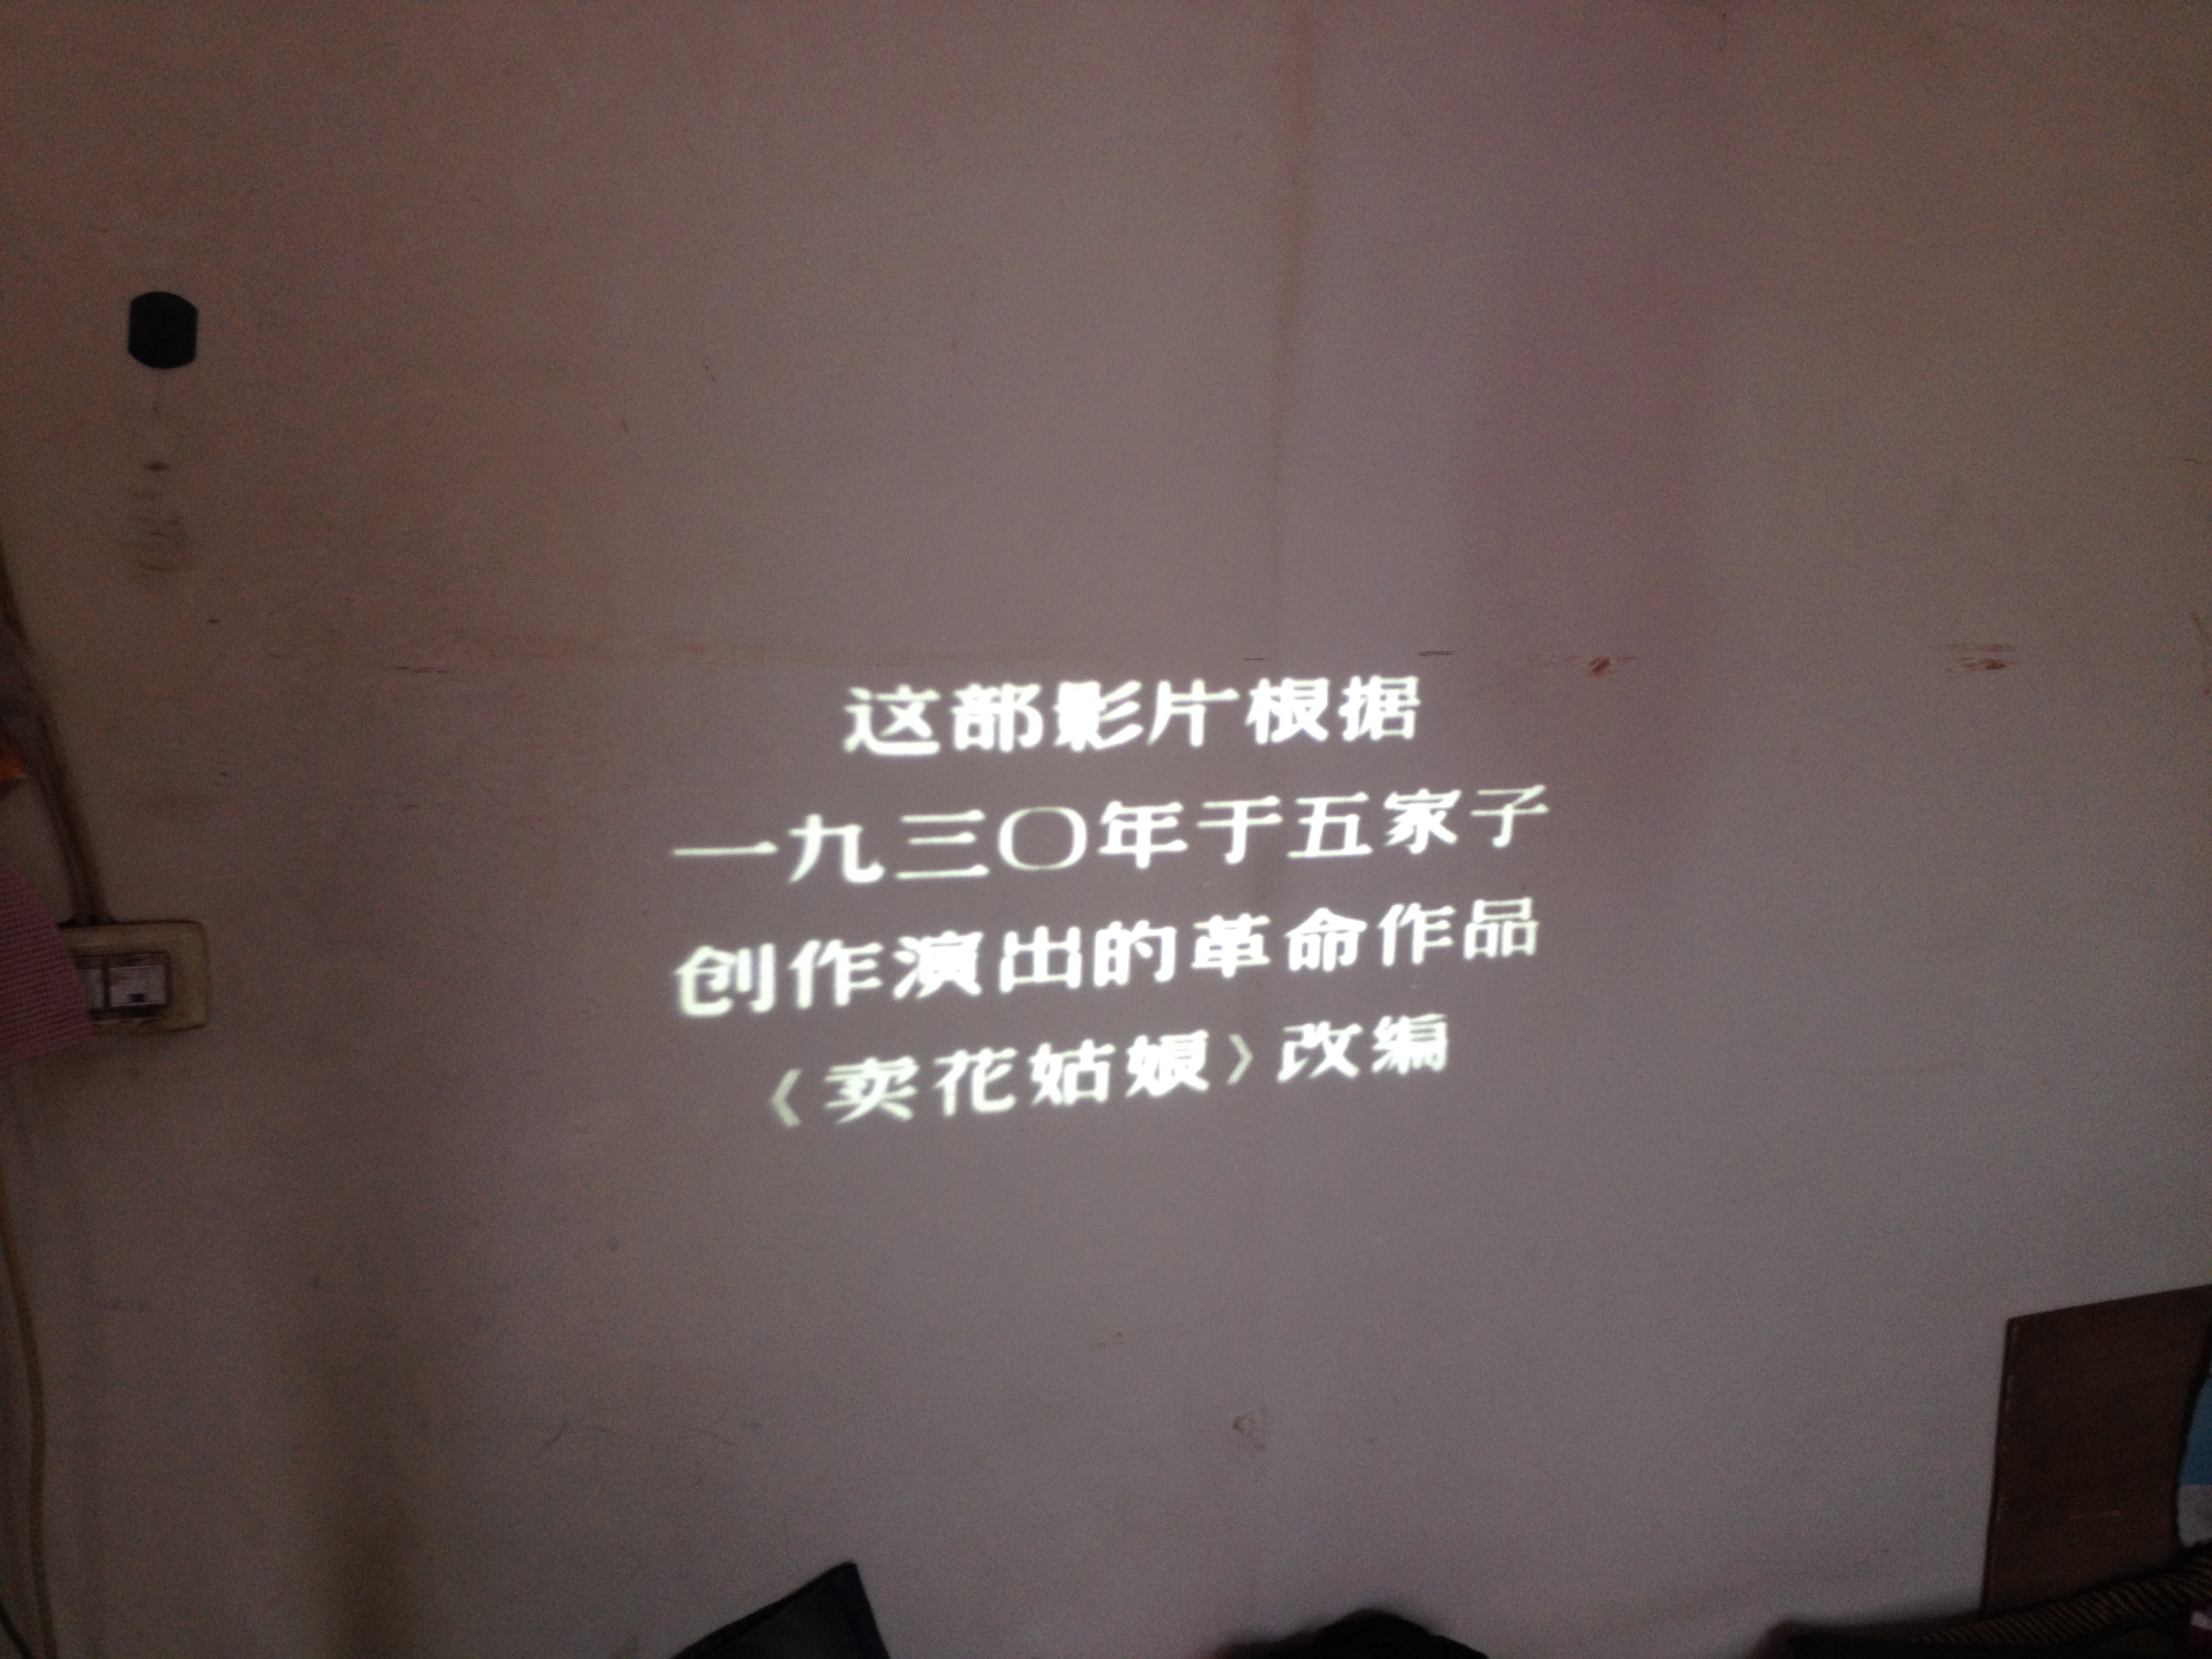 这部影片根据
一九三〇年于五家子
创作演出的革命作品
《卖花姑娘》改编